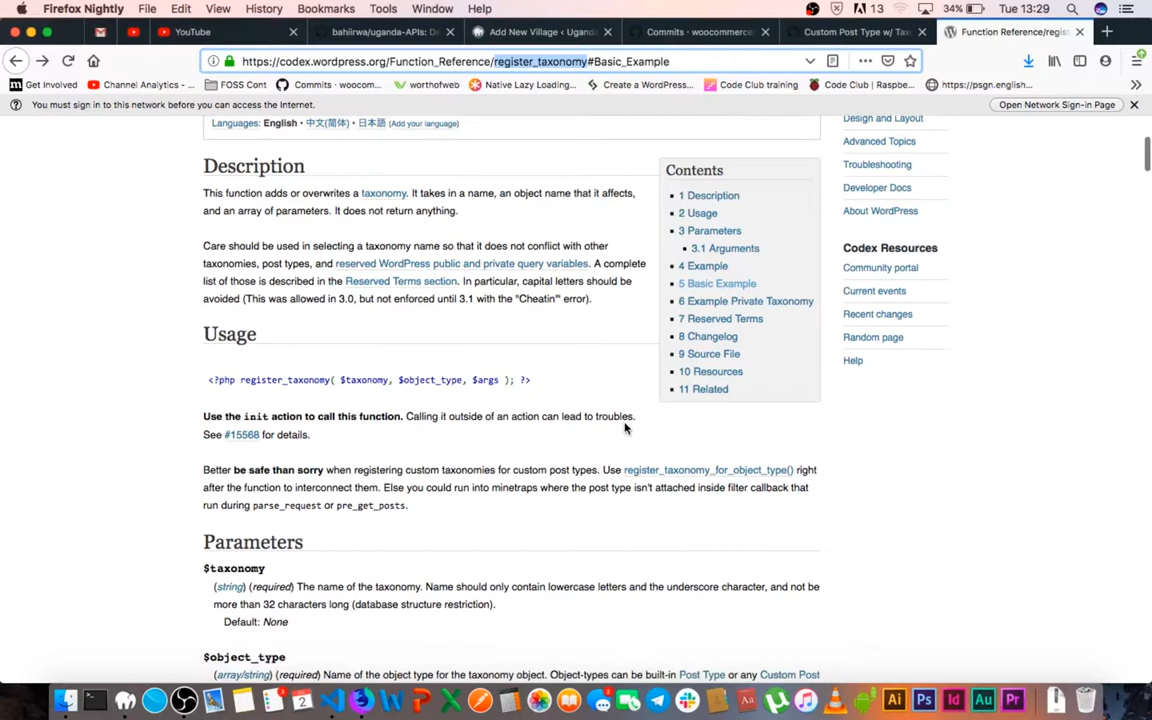 Firefox Nightly File Edit View History Bookmarks Tools Window Help 13 34% Tue 13:29
YouTube bahiirwa/uganda-APIs: De Add New Village ‹ Uganda Commits · woocommerce Custom Post Type w/ Tax Function Reference/regis
https://codex.wordpress.org/Function_Reference/register_taxonomy#Basic_Example
Get Involved Channel Analytics - ... FOSS Cont Commits · woocom... worthofweb Native Lazy Loading... Create a WordPress... Code Club training Code Club | Raspbe... https://psgn.english...
You must sign in to this network before you can access the Internet. Open Network Sign-in Page
Languages: English • 中文(简体) • 日本語 (Add your language)
Description
This function adds or overwrites a taxonomy. It takes in a name, an object name that it affects,
and an array of parameters. It does not return anything.
Care should be used in selecting a taxonomy name so that it does not conflict with other
taxonomies, post types, and reserved WordPress public and private query variables. A complete
list of those is described in the Reserved Terms section. In particular, capital letters should be
avoided (This was allowed in 3.0, but not enforced until 3.1 with the "Cheatin'" error).
Usage
<?php register_taxonomy( $taxonomy, $object_type, $args ); ?>
Use the init action to call this function. Calling it outside of an action can lead to troubles.
See #15568 for details.
Better be safe than sorry when registering custom taxonomies for custom post types. Use register_taxonomy_for_object_type() right
after the function to interconnect them. Else you could run into minetraps where the post type isn't attached inside filter callback that
run during parse_request or pre_get_posts.
Parameters
$taxonomy
(string) (required) The name of the taxonomy. Name should only contain lowercase letters and the underscore character, and not be
more than 32 characters long (database structure restriction).
Default: None
$object_type
(array/string) (required) Name of the object type for the taxonomy object. Object-types can be built-in Post Type or any Custom Post
Contents
1 Description
2 Usage
3 Parameters
3.1 Arguments
4 Example
5 Basic Example
6 Example Private Taxonomy
7 Reserved Terms
8 Changelog
9 Source File
10 Resources
11 Related
Design and Layout
Advanced Topics
Troubleshooting
Developer Docs
About WordPress
Codex Resources
Community portal
Current events
Recent changes
Random page
Help